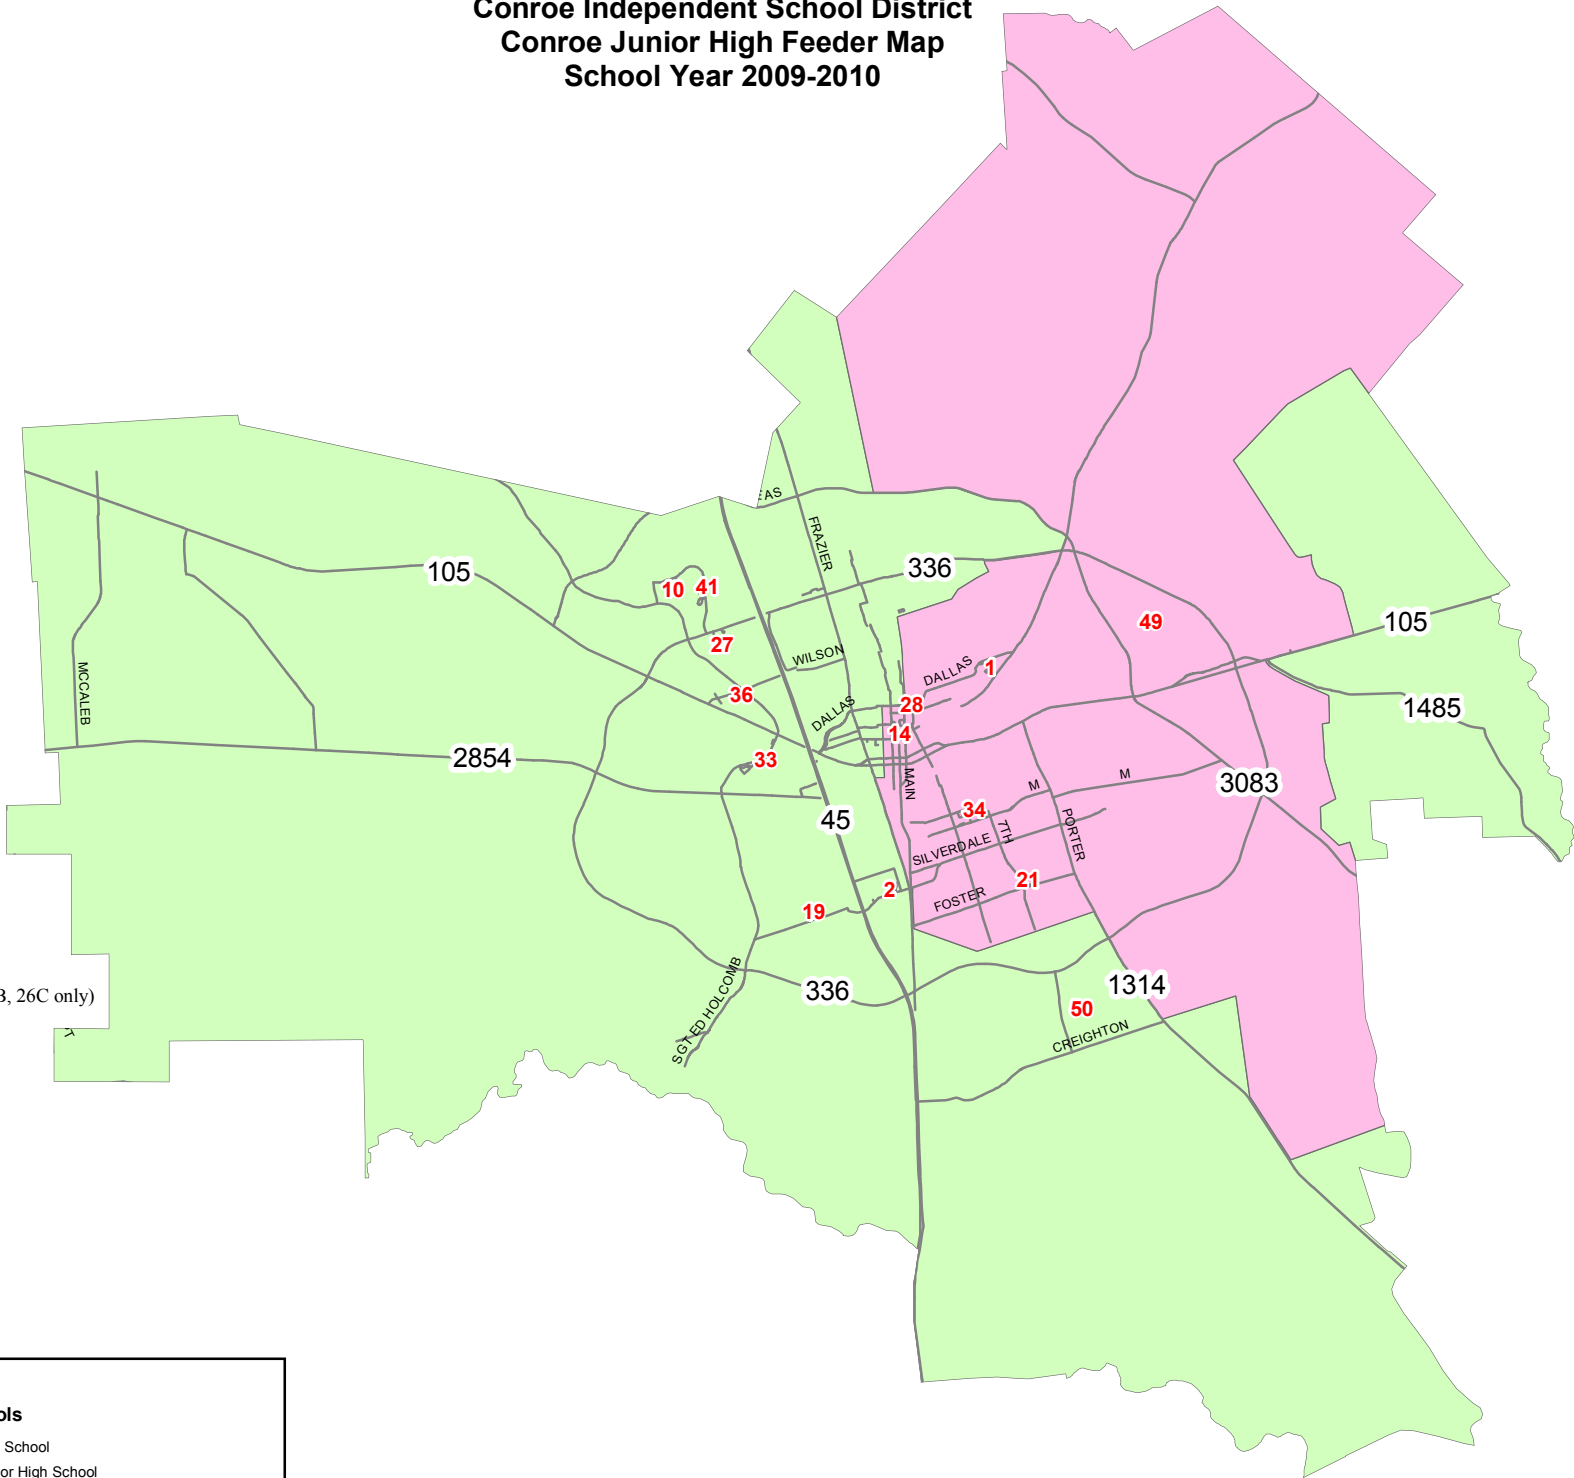 Conroe Independent School District
Conroe Junior High Feeder Map
School Year 2009-2010
EAS
FRAZIER
336
105
10
41
49
105
27
WILSON
DALLAS
1
MCCALEB
36
28
1485
DALLAS
14
2854
33
MAIN
M
M
3083
45
34
7TH
PORTER
SILVERDALE
2
21
FOSTER
19
SGT ED HOLCOMB
336
1314
, 26C only)
50
CREIGHTON
ols
School
or High School